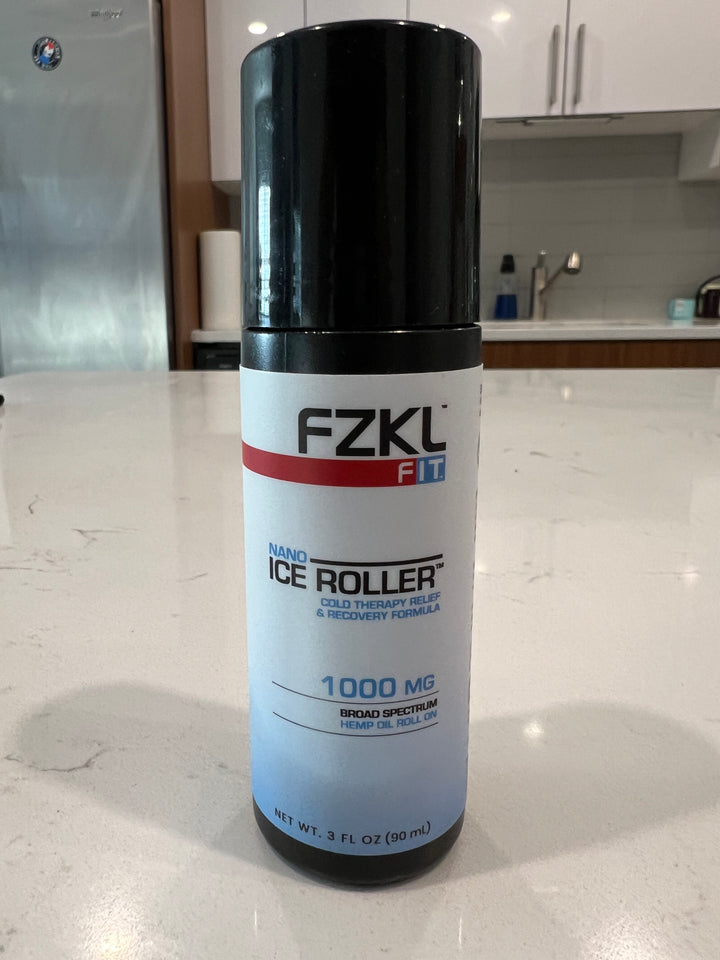 FZKL™
FIT.
NANO
ICE ROLLER™
COLD THERAPY RELIEF
& RECOVERY FORMULA
1000 MG
BROAD SPECTRUM
HEMP OIL ROLL ON
NET WT. 3 FL OZ (90 mL)